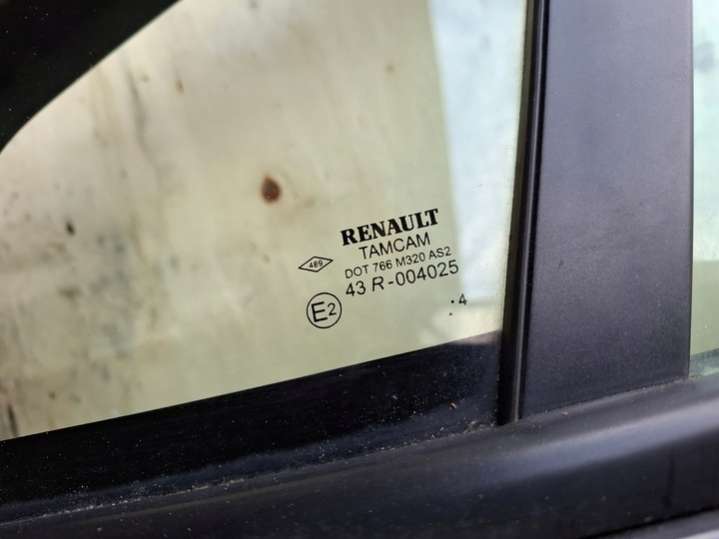 RENAULT
TAMCAM
489
DOT 766 M320 AS2
43 R-004025
E2
. 4
.